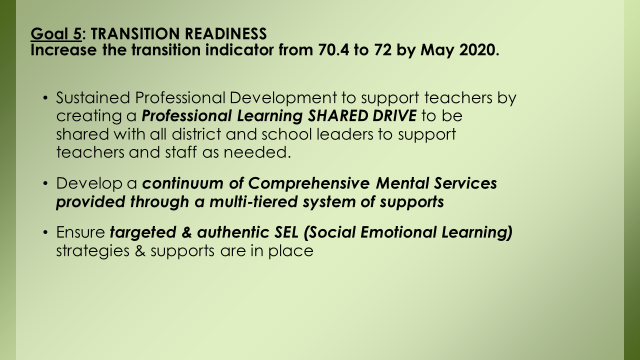 Goal 5: TRANSITION READINESS
Increase the transition indicator from 70.4 to 72 by May 2020.
• Sustained Professional Development to support teachers by
creating a Professional Learning SHARED DRIVE to be
shared with all district and school leaders to support
teachers and staff as needed.
• Develop a continuum of Comprehensive Mental Services
provided through a multi-tiered system of supports
• Ensure targeted & authentic SEL (Social Emotional Learning)
strategies & supports are in place